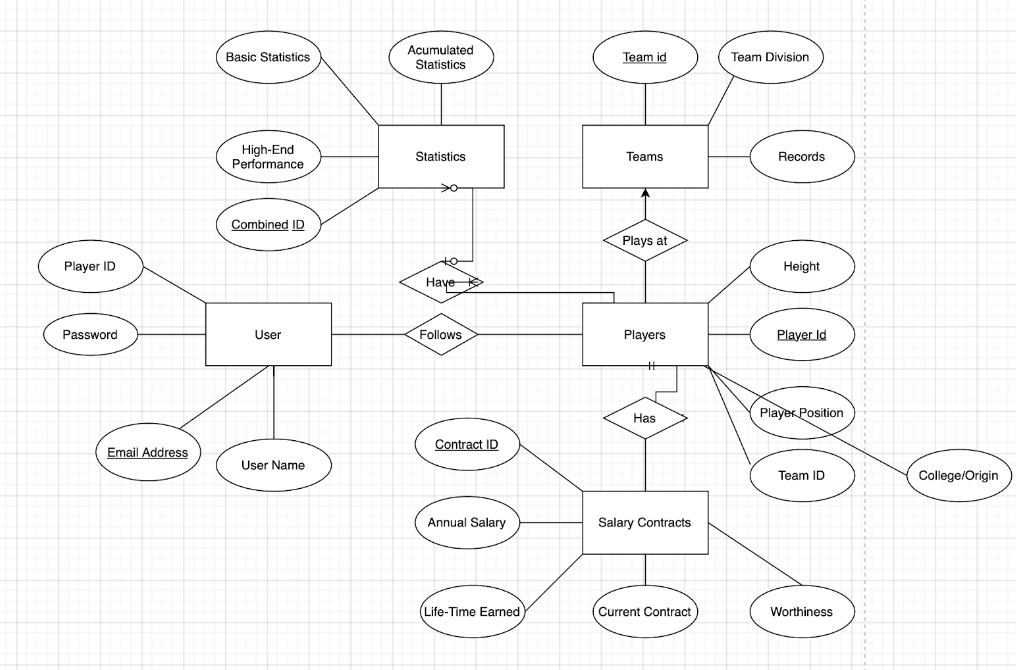 Basic Statistics
Acumulated
Statistics
Team id
Team Division
High-End
Performance
Statistics
Teams
Records
Combined ID
Plays at
Player ID
Height
Have
Password
User
Follows
Players
Player Id
Player Position
Has
Email Address
User Name
Contract ID
Team ID
College/Origin
Annual Salary
Salary Contracts
Life-Time Earned
Current Contract
Worthiness